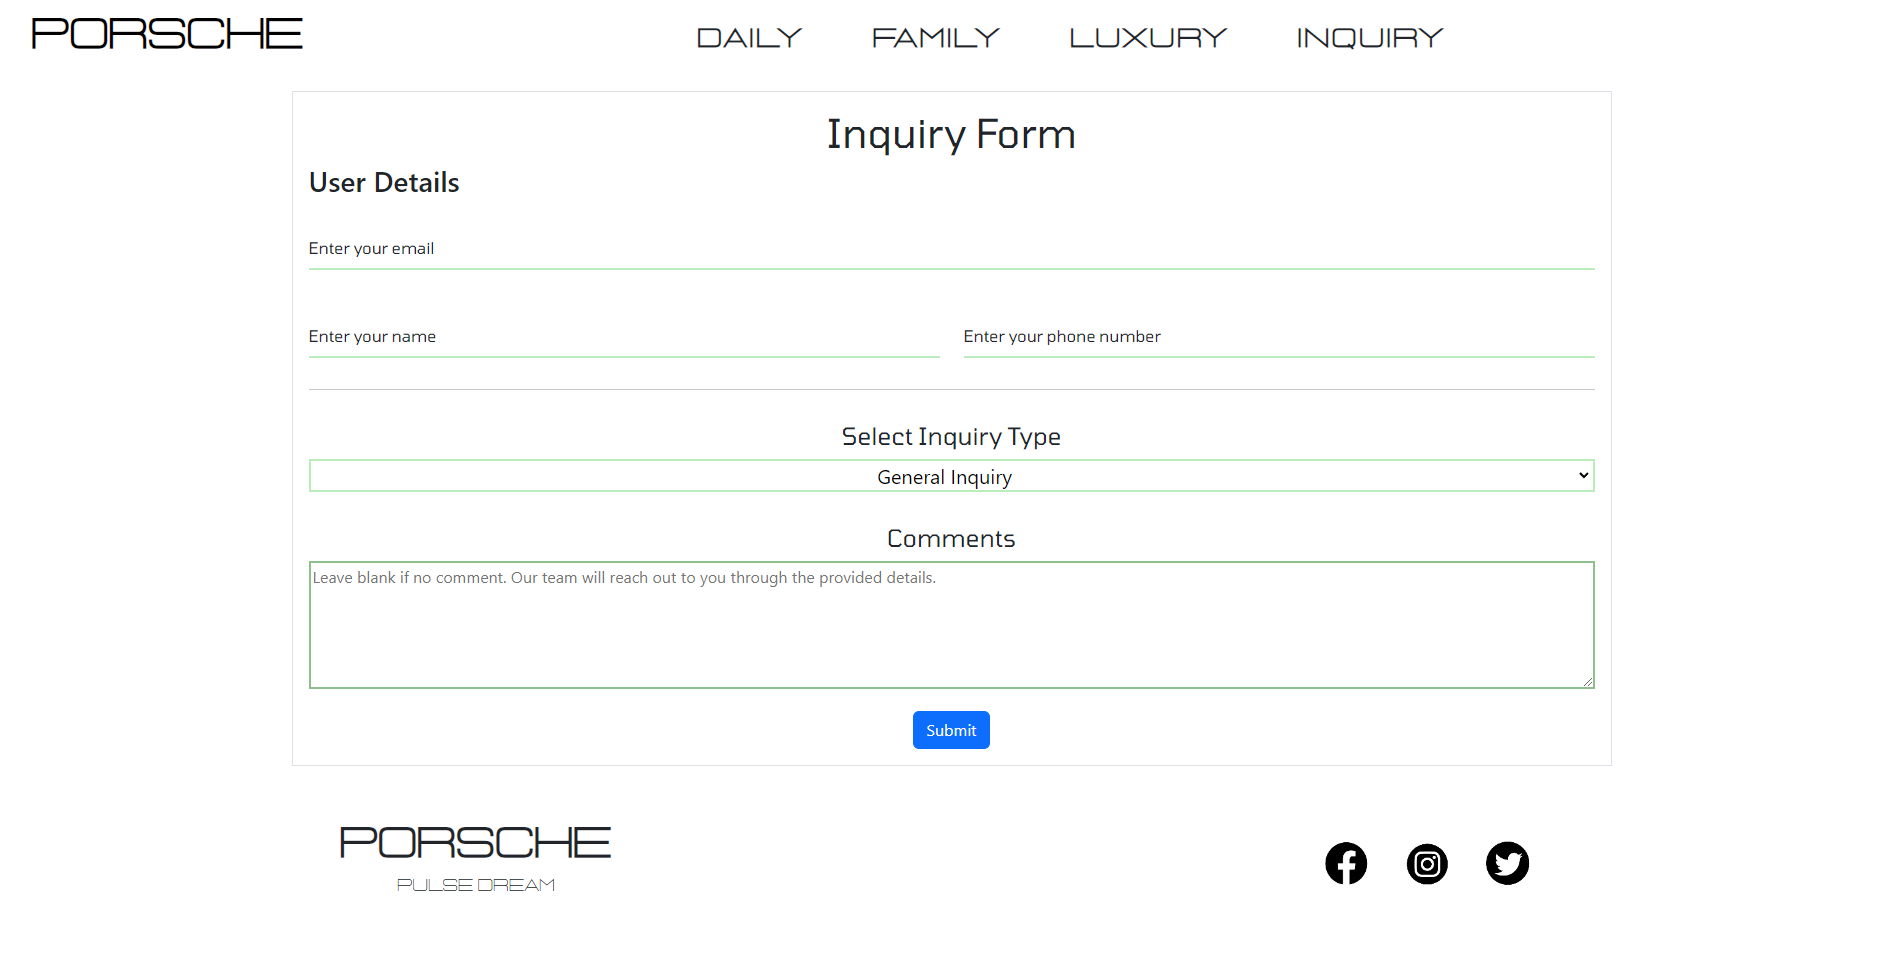 PORSCHE
DAILY FAMILY LUXURY INQUIRY
Inquiry Form
User Details
Enter your email
Enter your name Enter your phone number
Select Inquiry Type
General Inquiry
Comments
Leave blank if no comment. Our team will reach out to you through the provided details.
Submit
PORSCHE
PULSE DREAM